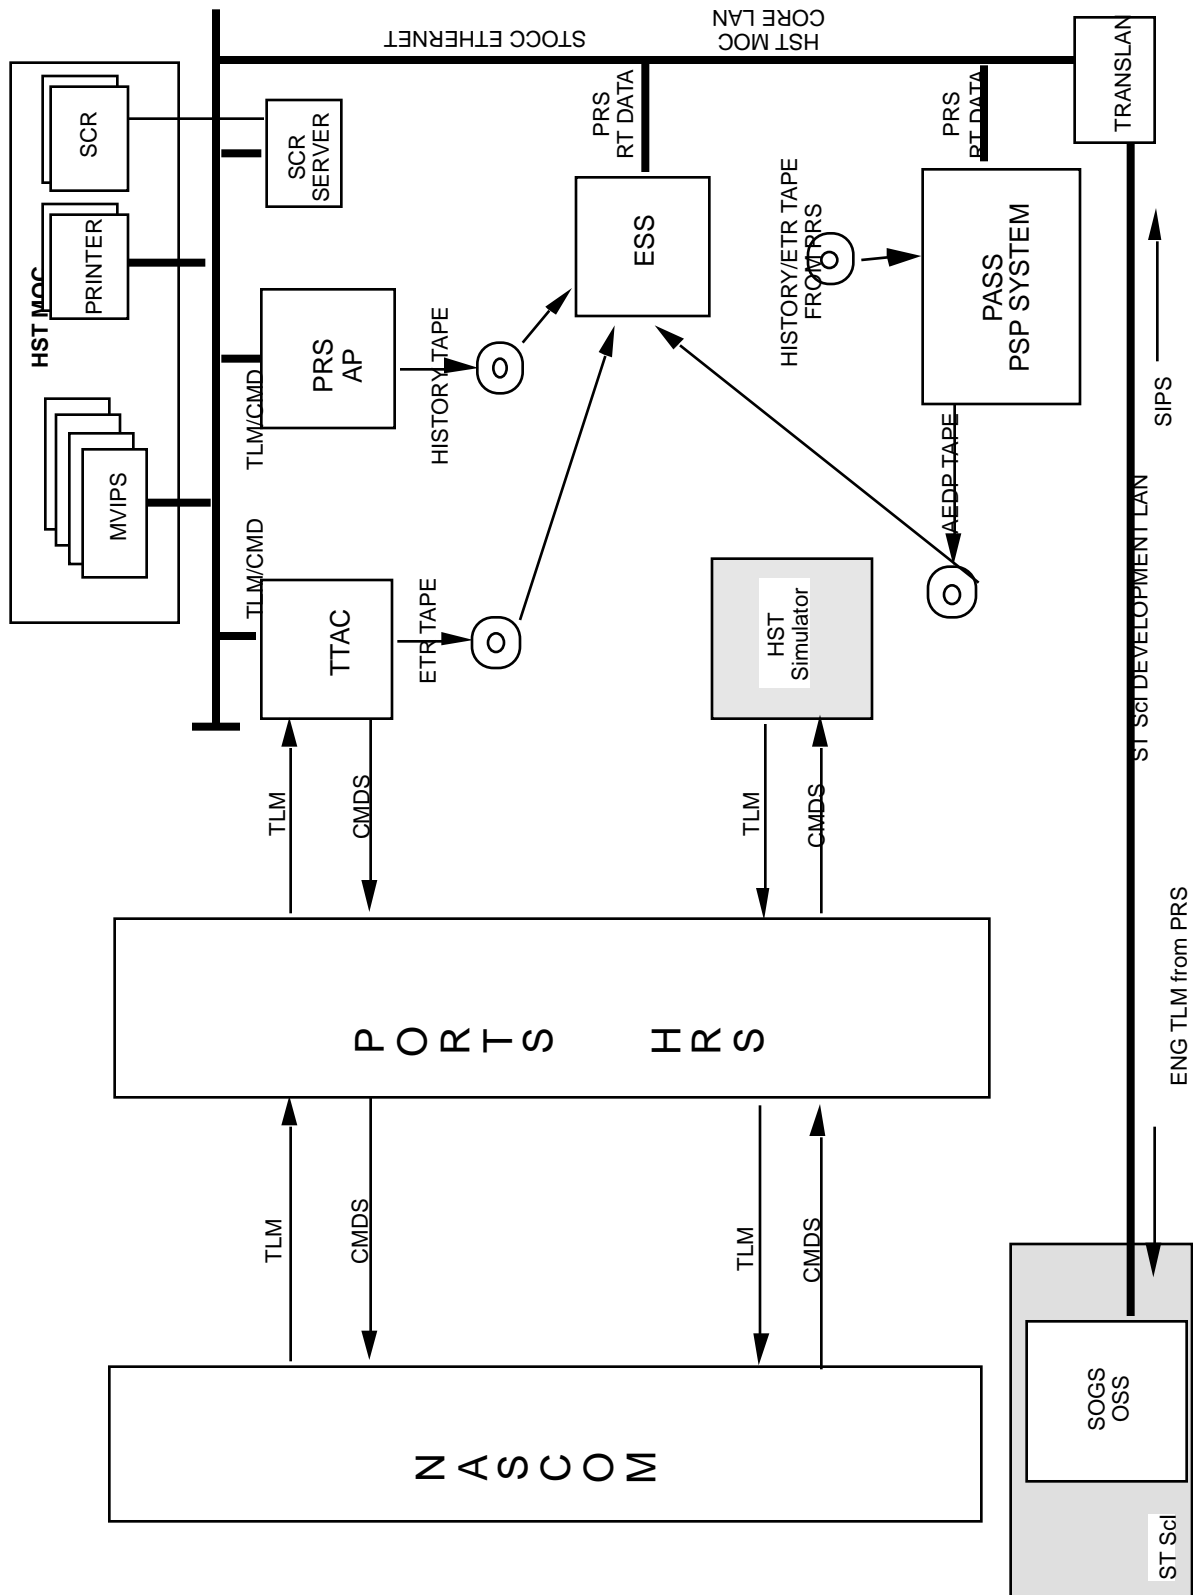 HST MOC
SCR
PRINTER
MVIPS
SCR
SERVER
STOCC ETHERNET
HST MOC
CORE LAN
TRANSLAN
PRS
RT DATA
PRS
RT DATA
TLM/CMD
PRS
AP
HISTORY TAPE
ESS
HISTORY/ETR TAPE
FROM PRS
PASS
PSP SYSTEM
AEDP TAPE
SIPS
TLM/CMD
TTAC
ETR TAPE
HST
Simulator
ST ScI DEVELOPMENT LAN
TLM
CMDS
TLM
CMDS
PORTS HRS
ENG TLM from PRS
TLM
CMDS
TLM
CMDS
NASCOM
SOGS
OSS
ST ScI